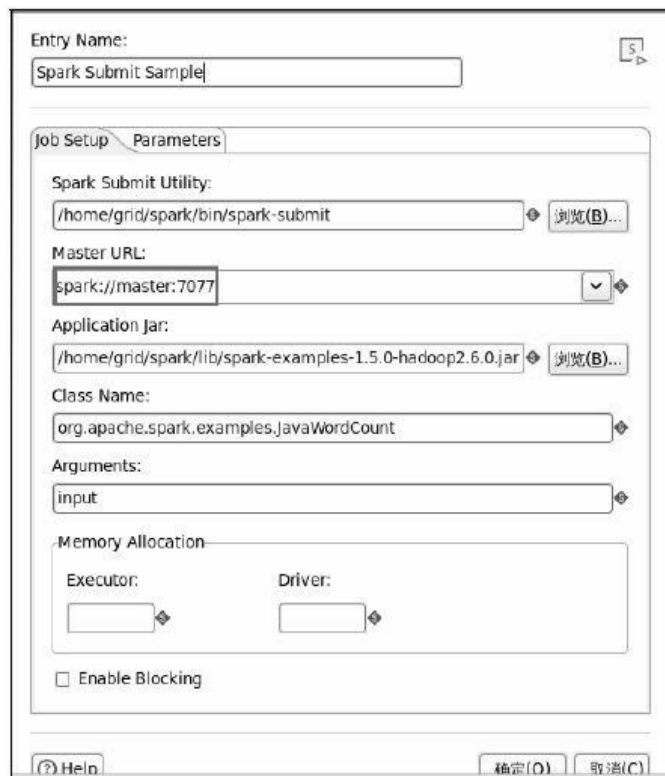 Entry Name:
Spark Submit Sample
Job Setup Parameters
Spark Submit Utility:
/home/grid/spark/bin/spark-submit
浏览(B)...
Master URL:
spark://master:7077
Application Jar:
/home/grid/spark/lib/spark-examples-1.5.0-hadoop2.6.0.jar
浏览(B)...
Class Name:
org.apache.spark.examples.JavaWordCount
Arguments:
input
Memory Allocation
Executor: Driver:
Enable Blocking
Help 确定(O) 取消(C)